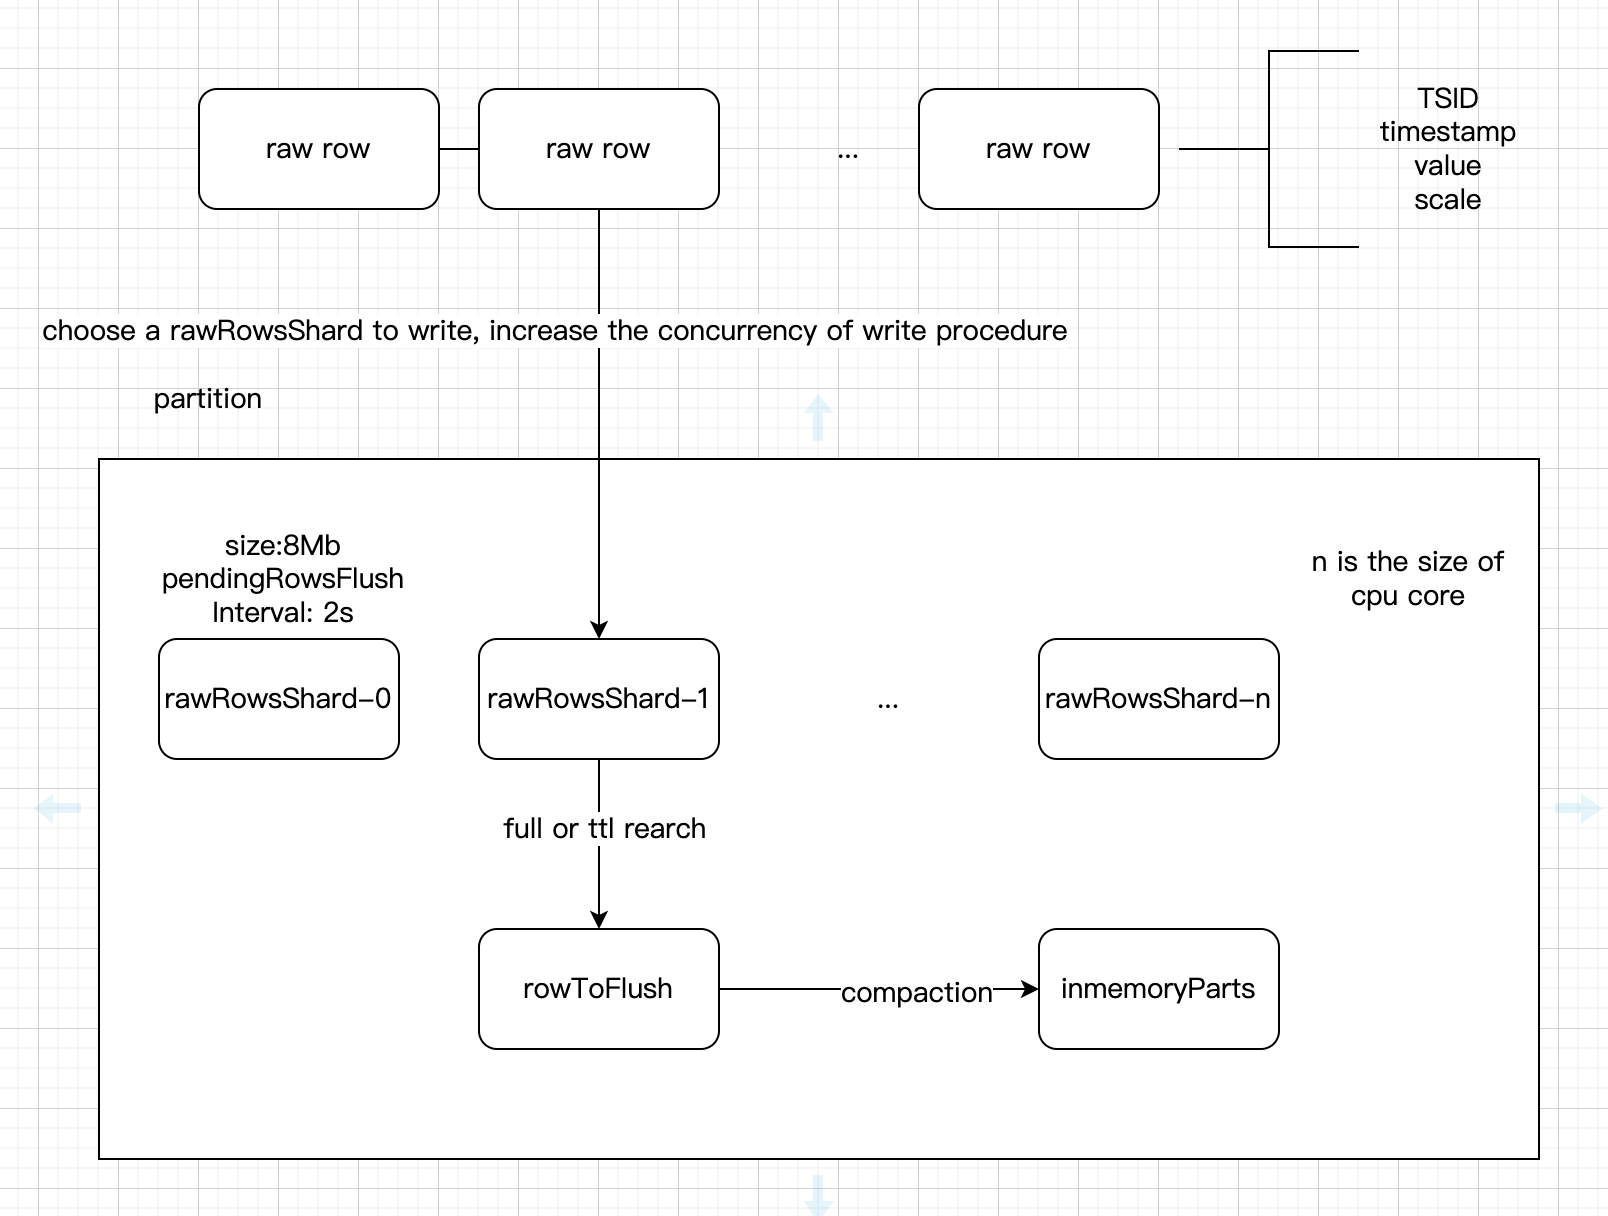 raw row
raw row
...
raw row
TSID
timestamp
value
scale
choose a rawRowsShard to write, increase the concurrency of write procedure
partition
size:8Mb
pendingRowsFlush
Interval: 2s
n is the size of
cpu core
rawRowsShard-0
rawRowsShard-1
...
rawRowsShard-n
full or ttl rearch
rowToFlush
compaction
inmemoryParts